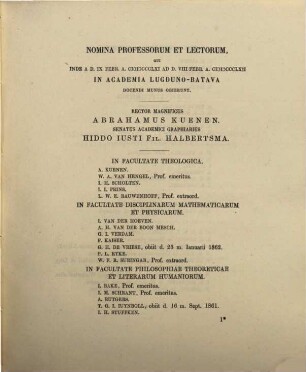 NOMINA PROFESSORUM ET LECTORUM,
QUI
INDE A D. IX FEBR. A. CIƆIƆCCCLXI AD D. VIII FEBR. A. CIƆIƆCCCLXII
IN ACADEMIA LUGDUNO-BATAVA
DOCENDI MUNUS OBIERUNT.
RECTOR MAGNIFICUS
ABRAHAMUS KUENEN.
SENATUS ACADEMICI GRAPHIARIUS
HIDDO IUSTI FIL. HALBERTSMA.
IN FACULTATE THEOLOGICA.
A. KUENEN.
W. A. VAN HENGEL, Prof. emeritus.
I. H. SCHOLTEN.
I. I. PRINS.
L. W. E. RAUWENHOFF, Prof. extraord.
IN FACULTATE DISCIPLINARUM MATHEMATICARUM
ET PHYSICARUM.
I. VAN DER HOEVEN.
A. H. VAN DER BOON MESCH.
G. I. VERDAM.
F. KAISER.
G. H. DE VRIESE, obiit d. 23 m. Ianuarii 1862.
P. L. RYKE.
W. F. R. SURINGAR, Prof. extraord.
IN FACULTATE PHILOSOPHIAE THEORETICAE
ET LITERARUM HUMANIORUM.
I. BAKE, Prof. emeritus.
I. M. SCHRANT, Prof. emeritus.
A. RUTGERS.
T. G. I. JUYNBOLL, obiit d. 16 m. Sept. 1861.
I. H. STUFFKEN.
1*